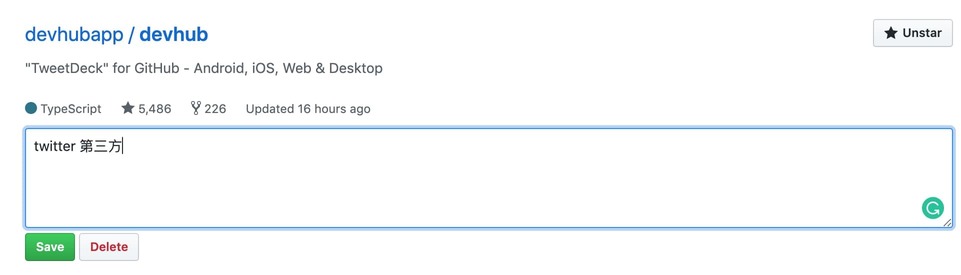 devhubapp / devhub
Unstar
"TweetDeck" for GitHub - Android, iOS, Web & Desktop
TypeScript 5,486 226 Updated 16 hours ago
twitter 第三方
Save Delete